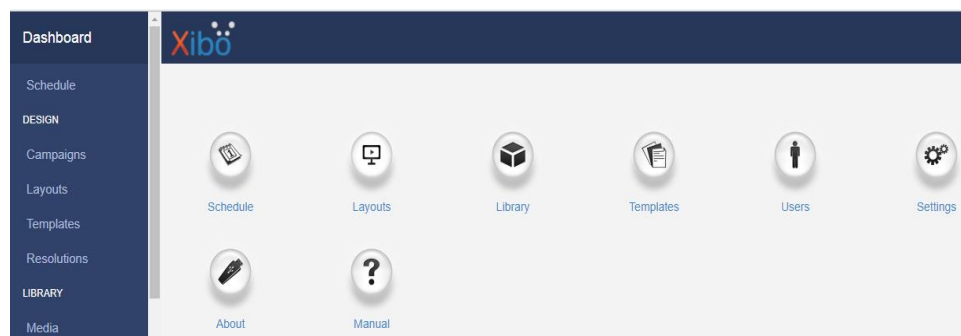 Dashboard
Xibo
Schedule
DESIGN
Campaigns
Layouts
Templates
Resolutions
LIBRARY
Media
Schedule
Layouts
Library
Templates
Users
Settings
About
Manual